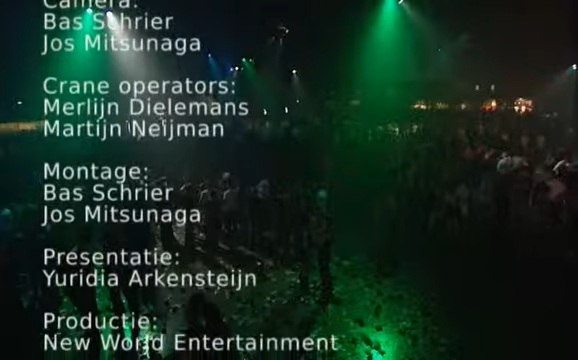 Camera:
Bas Schrier
Jos Mitsunaga
Crane operators:
Merlijn Dielemans
Martijn Neijman
Montage:
Bas Schrier
Jos Mitsunaga
Presentatie:
Yuridia Arkensteijn
Productie:
New World Entertainment